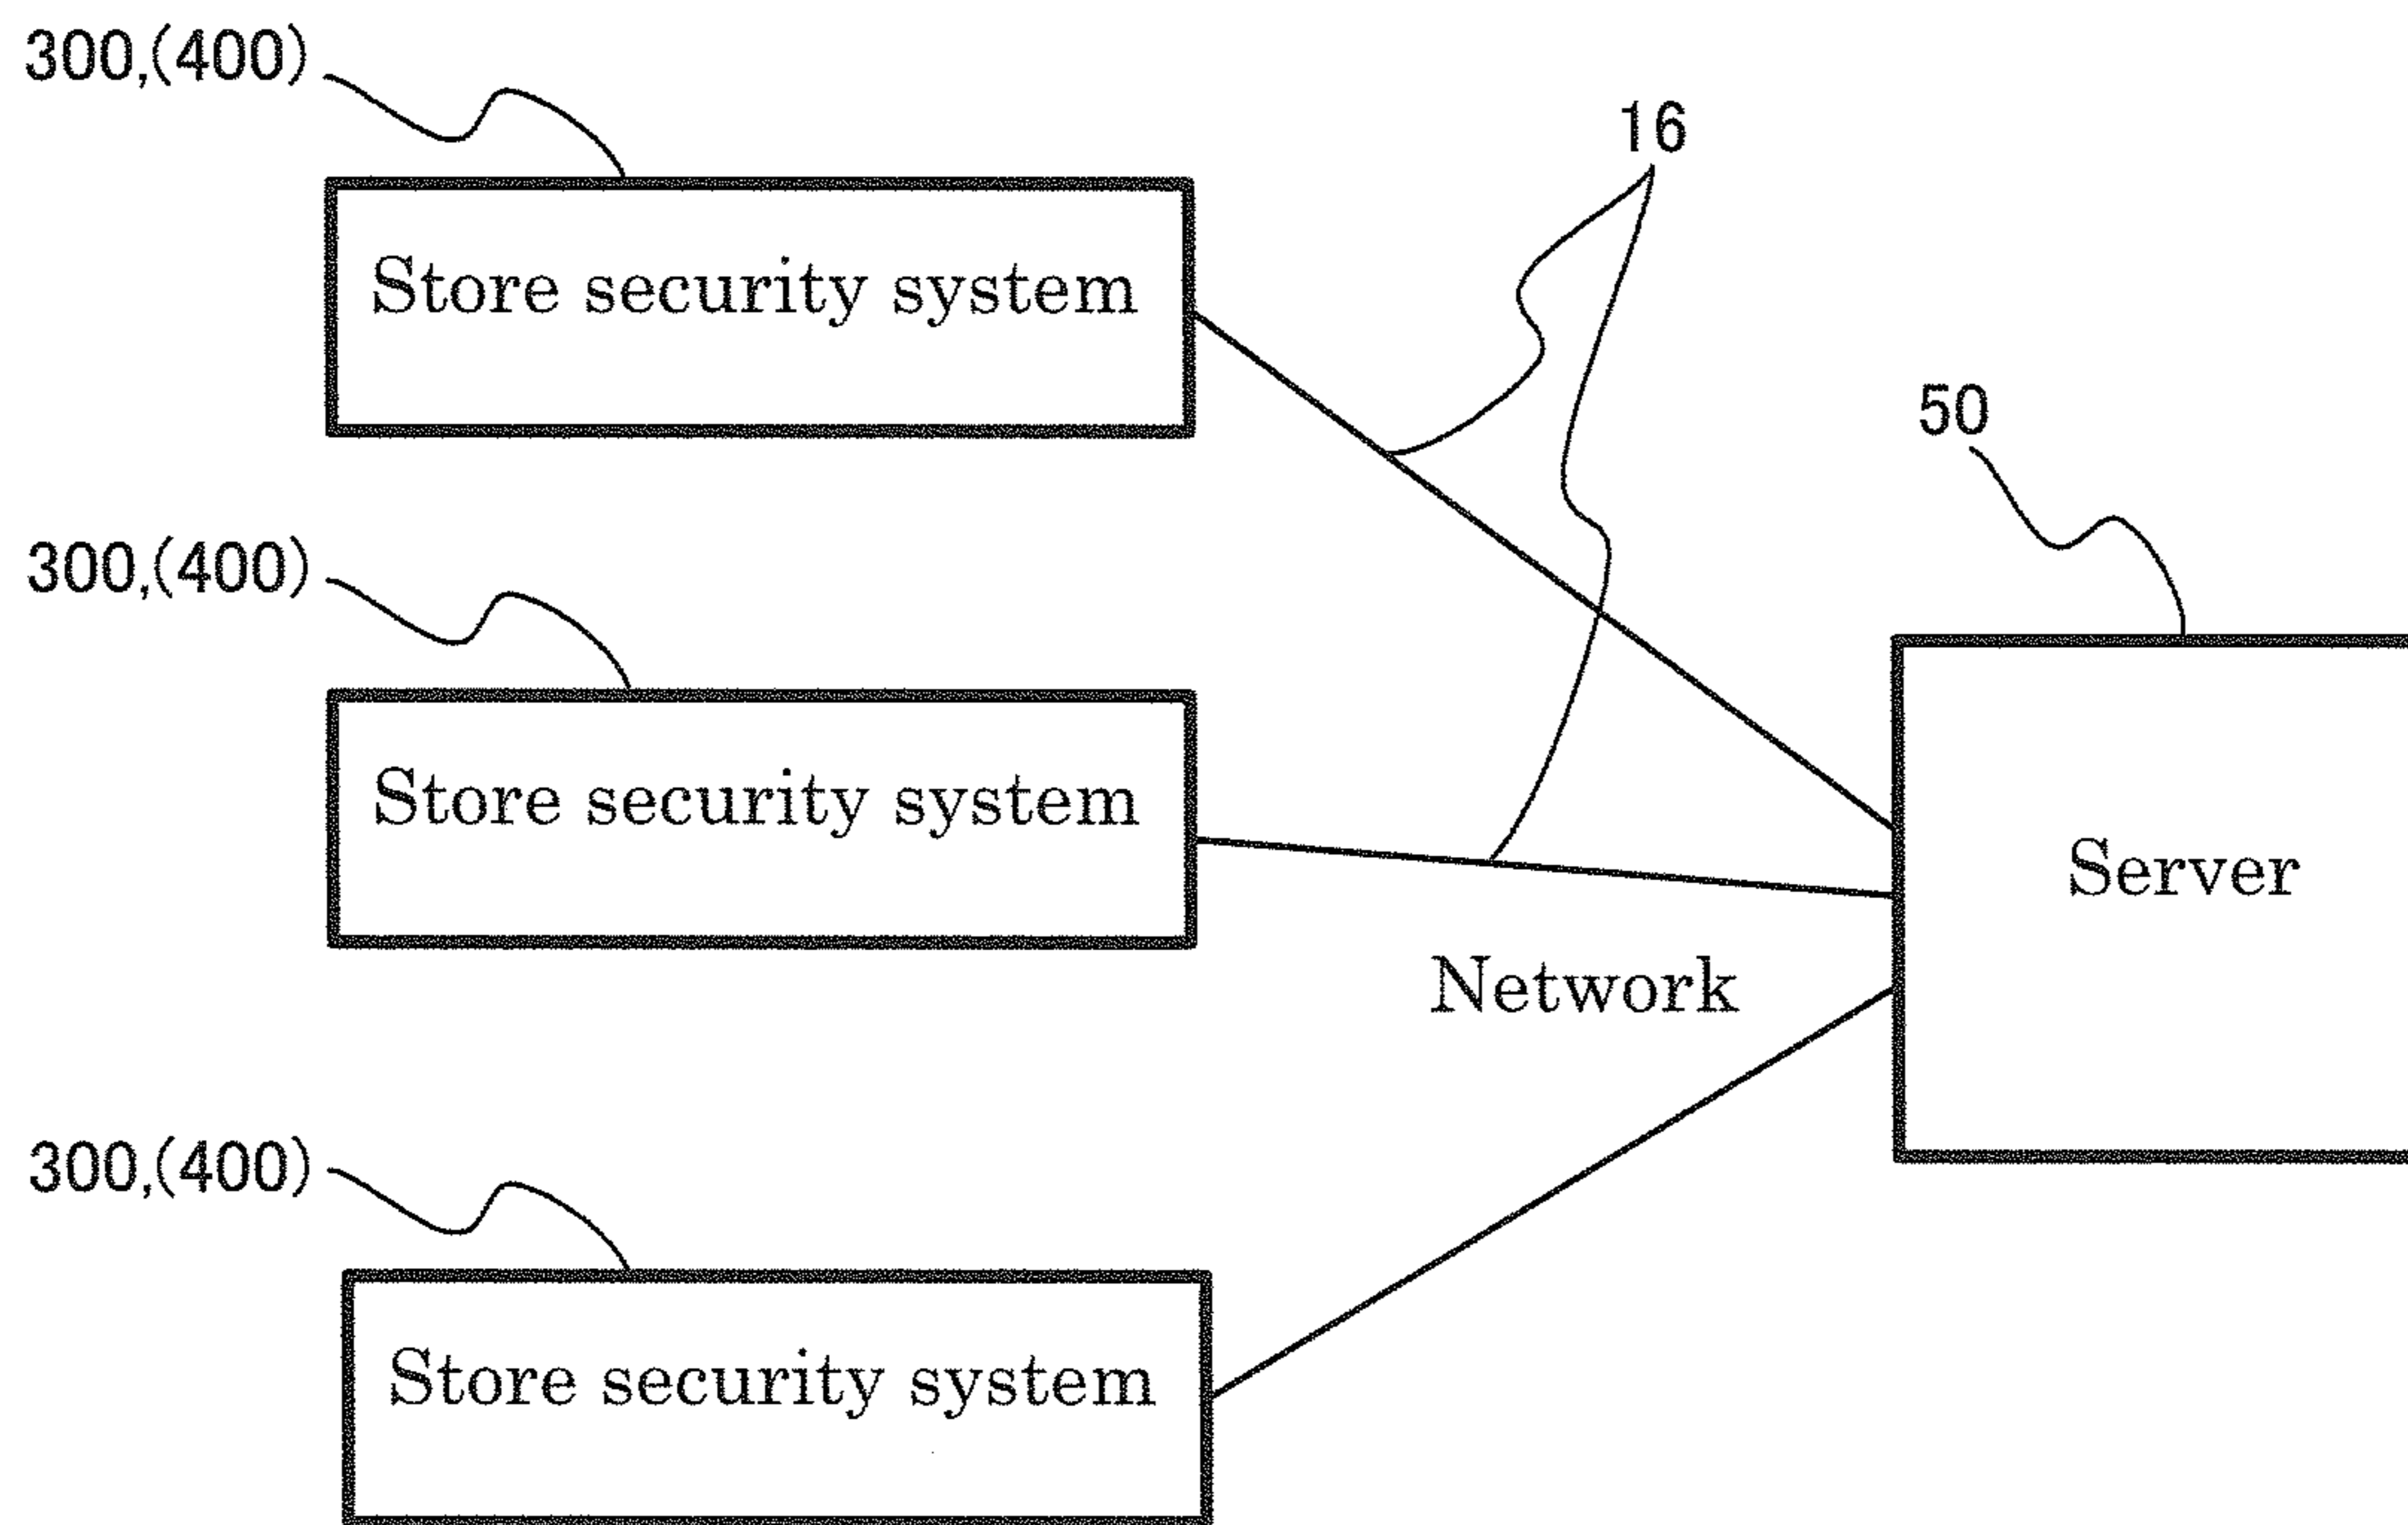 300,(400)
16
Store security system
50
300,(400)
Store security system
Server
Network
300,(400)
Store security system